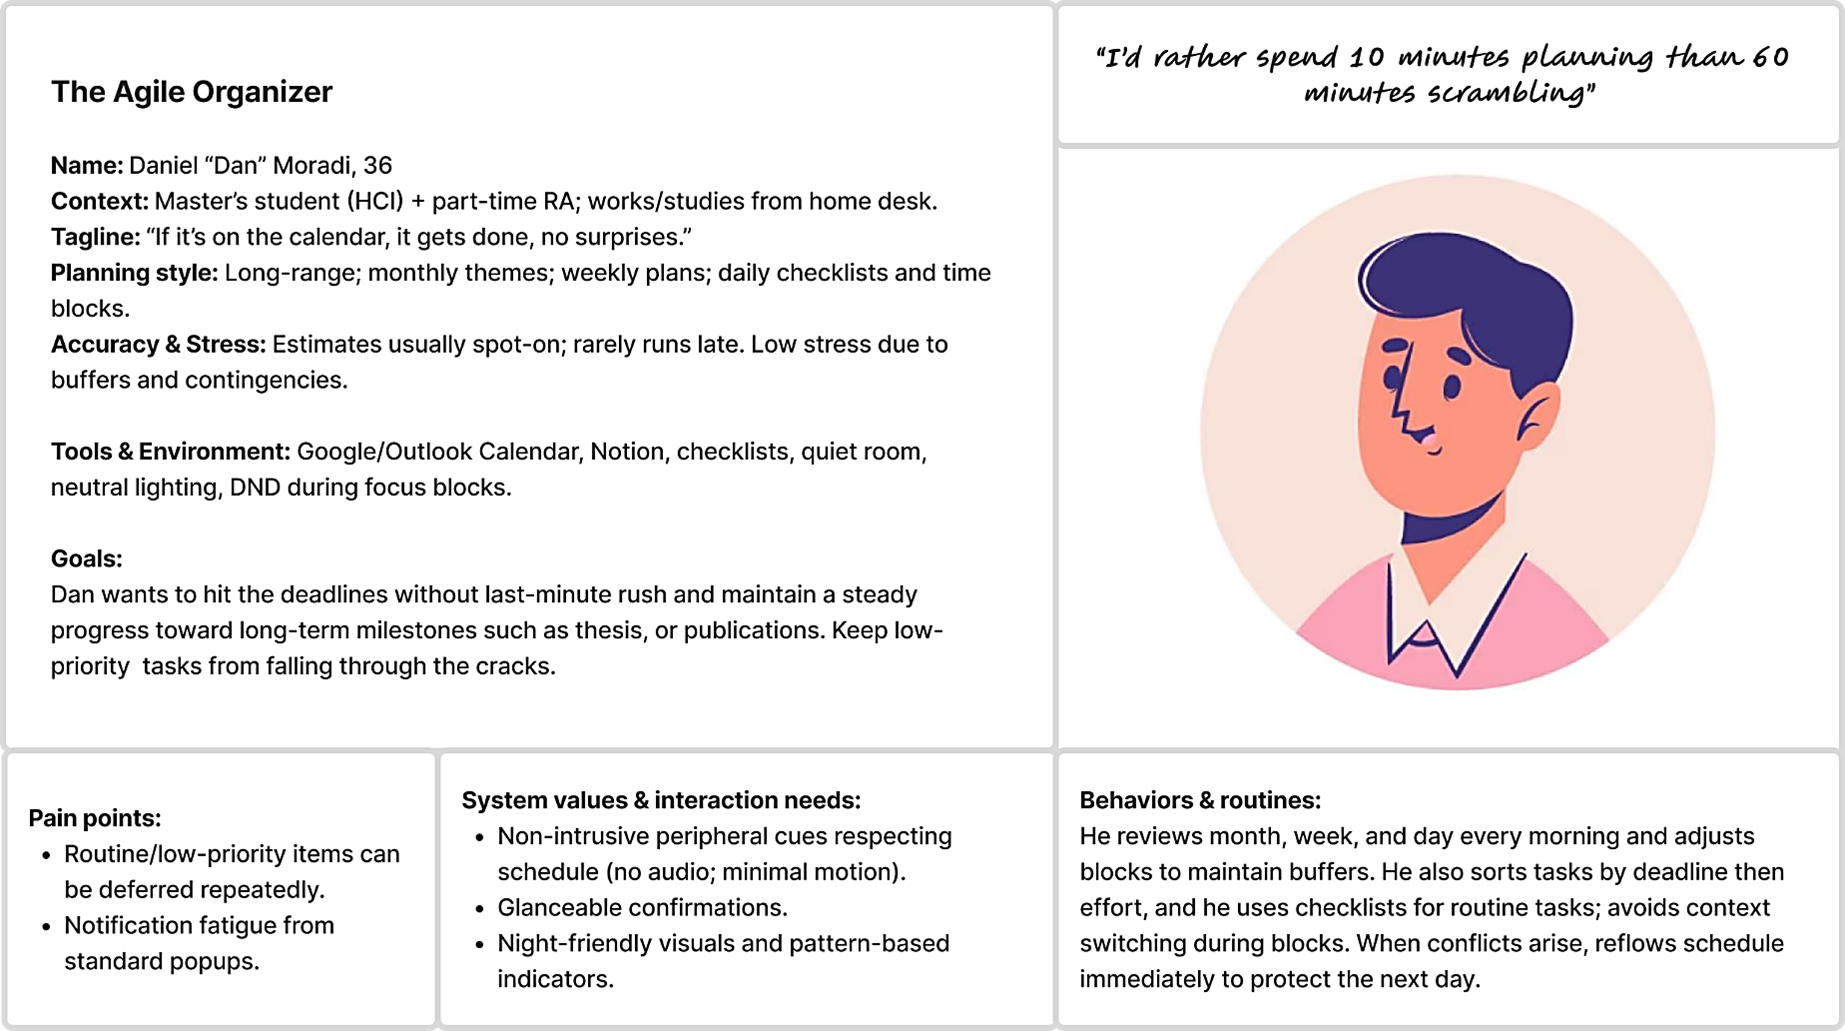 The Agile Organizer
Name: Daniel “Dan” Moradi, 36
Context: Master’s student (HCI) + part-time RA; works/studies from home desk.
Tagline: “If it’s on the calendar, it gets done, no surprises.”
Planning style: Long-range; monthly themes; weekly plans; daily checklists and time
blocks.
Accuracy & Stress: Estimates usually spot-on; rarely runs late. Low stress due to
buffers and contingencies.
Tools & Environment: Google/Outlook Calendar, Notion, checklists, quiet room,
neutral lighting, DND during focus blocks.
Goals:
Dan wants to hit the deadlines without last-minute rush and maintain a steady
progress toward long-term milestones such as thesis, or publications. Keep low-
priority  tasks from falling through the cracks.
“I’d rather spend 10 minutes planning than 60
minutes scrambling”
Pain points:
• Routine/low-priority items can
be deferred repeatedly.
• Notification fatigue from
standard popups.
System values & interaction needs:
• Non-intrusive peripheral cues respecting
schedule (no audio; minimal motion).
• Glanceable confirmations.
• Night-friendly visuals and pattern-based
indicators.
Behaviors & routines:
He reviews month, week, and day every morning and adjusts
blocks to maintain buffers. He also sorts tasks by deadline then
effort, and he uses checklists for routine tasks; avoids context
switching during blocks. When conflicts arise, reflows schedule
immediately to protect the next day.